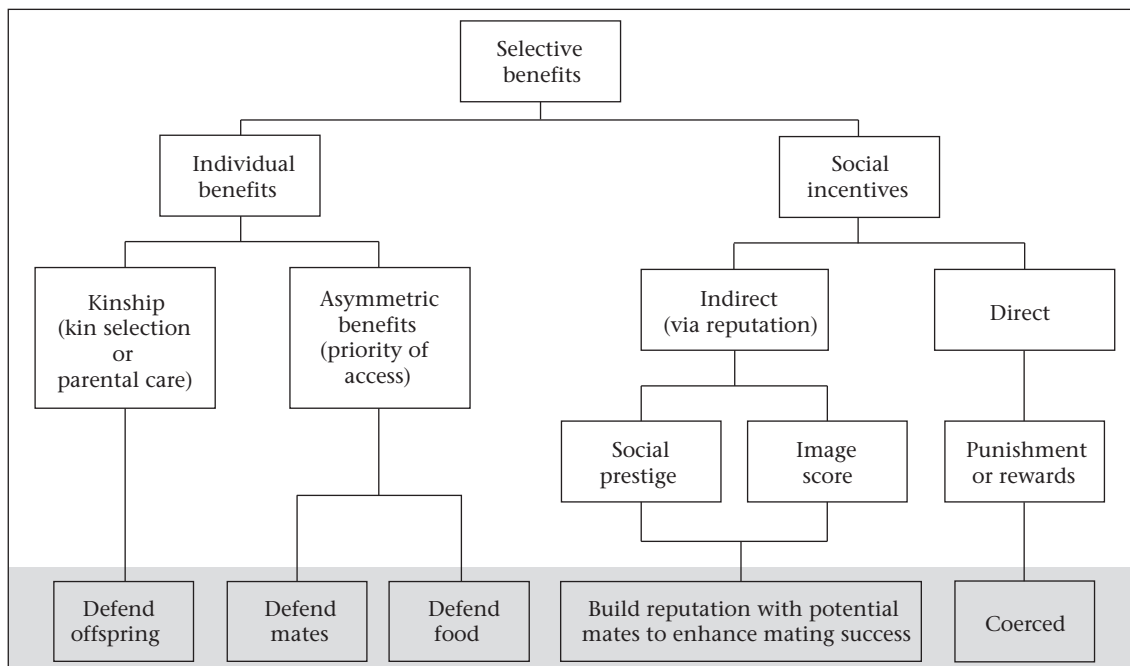 Selective
benefits
Individual
benefits
Social
incentives
Kinship
(kin selection
or
parental care)
Asymmetric
benefits
(priority of
access)
Indirect
(via reputation)
Direct
Social
prestige
Image
score
Punishment
or rewards
Defend
offspring
Defend
mates
Defend
food
Build reputation with potential
mates to enhance mating success
Coerced